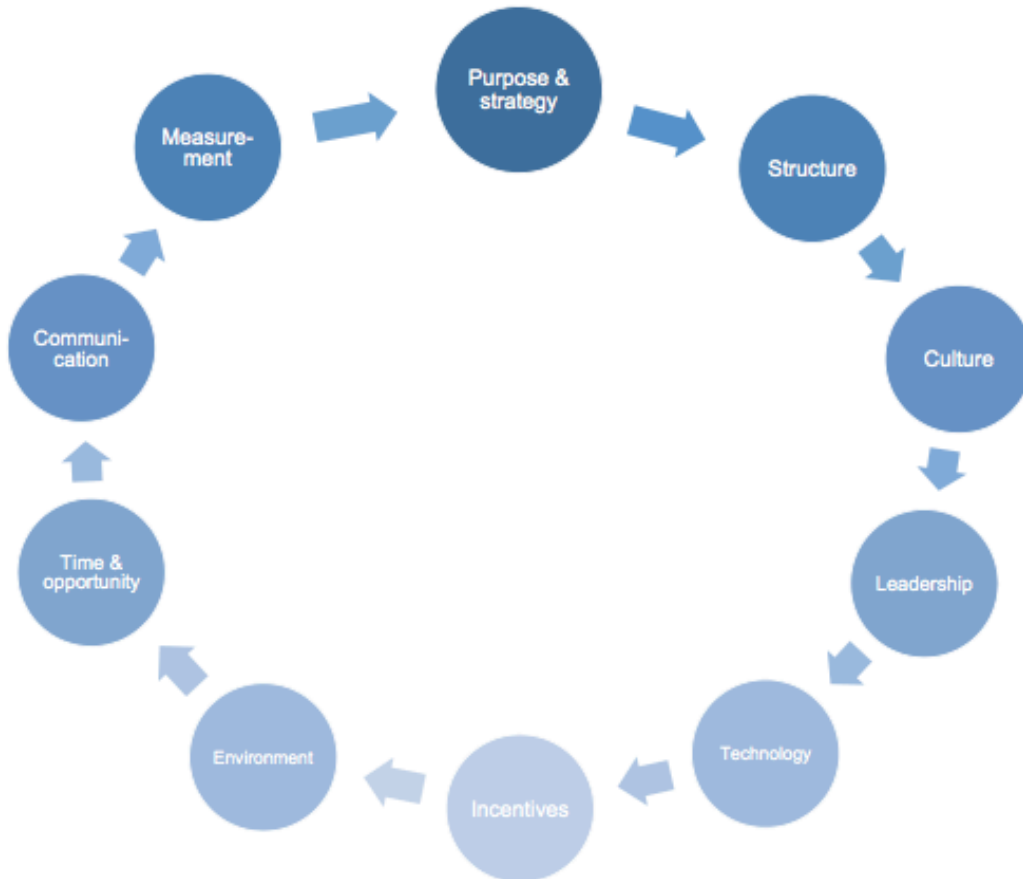 Purpose &
strategy
Structure
Culture
Leadership
Technology
Incentives
Environment
Time &
opportunity
Communi-
cation
Measure-
ment